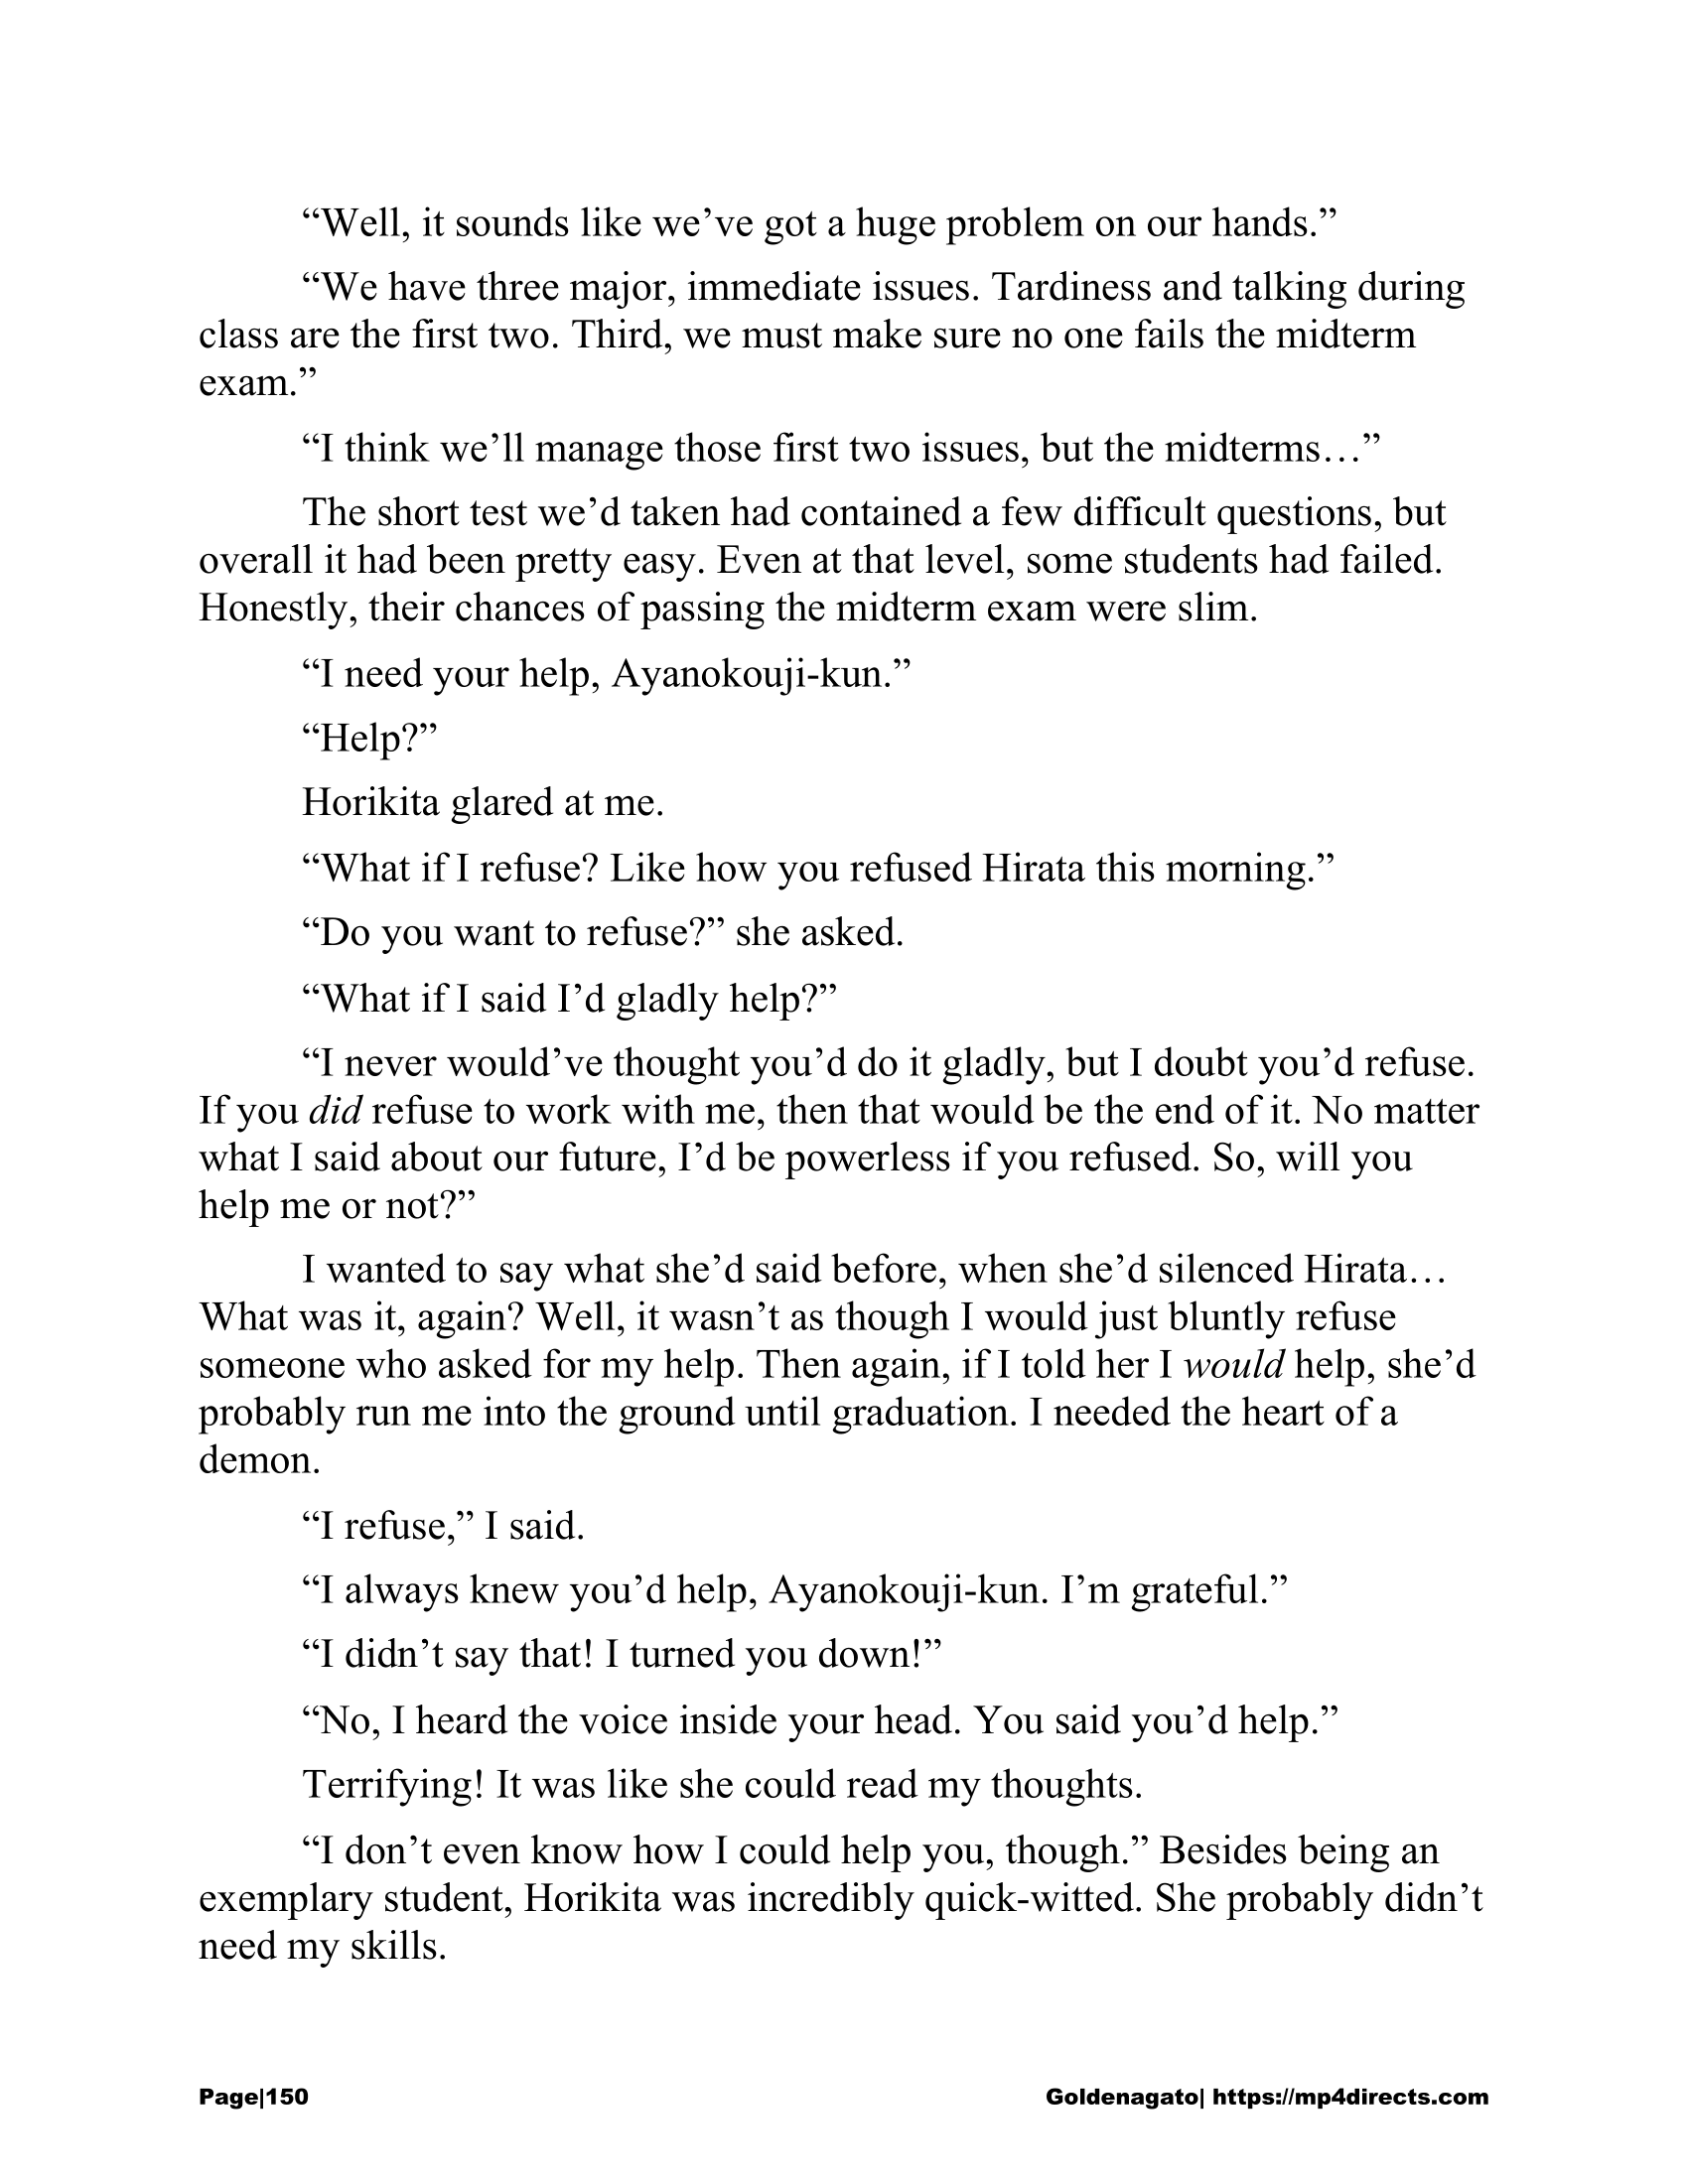 “Well, it sounds like we’ve got a huge problem on our hands.”
“We have three major, immediate issues. Tardiness and talking during
class are the first two. Third, we must make sure no one fails the midterm
exam.”
“I think we’ll manage those first two issues, but the midterms…”
The short test we’d taken had contained a few difficult questions, but
overall it had been pretty easy. Even at that level, some students had failed.
Honestly, their chances of passing the midterm exam were slim.
“I need your help, Ayanokouji-kun.”
“Help?”
Horikita glared at me.
“What if I refuse? Like how you refused Hirata this morning.”
“Do you want to refuse?” she asked.
“What if I said I’d gladly help?”
“I never would’ve thought you’d do it gladly, but I doubt you’d refuse.
If you did refuse to work with me, then that would be the end of it. No matter
what I said about our future, I’d be powerless if you refused. So, will you
help me or not?”
I wanted to say what she’d said before, when she’d silenced Hirata…
What was it, again? Well, it wasn’t as though I would just bluntly refuse
someone who asked for my help. Then again, if I told her I would help, she’d
probably run me into the ground until graduation. I needed the heart of a
demon.
“I refuse,” I said.
“I always knew you’d help, Ayanokouji-kun. I’m grateful.”
“I didn’t say that! I turned you down!”
“No, I heard the voice inside your head. You said you’d help.”
Terrifying! It was like she could read my thoughts.
“I don’t even know how I could help you, though.” Besides being an
exemplary student, Horikita was incredibly quick-witted. She probably didn’t
need my skills.
Page|150 Goldenagato| https://mp4directs.com